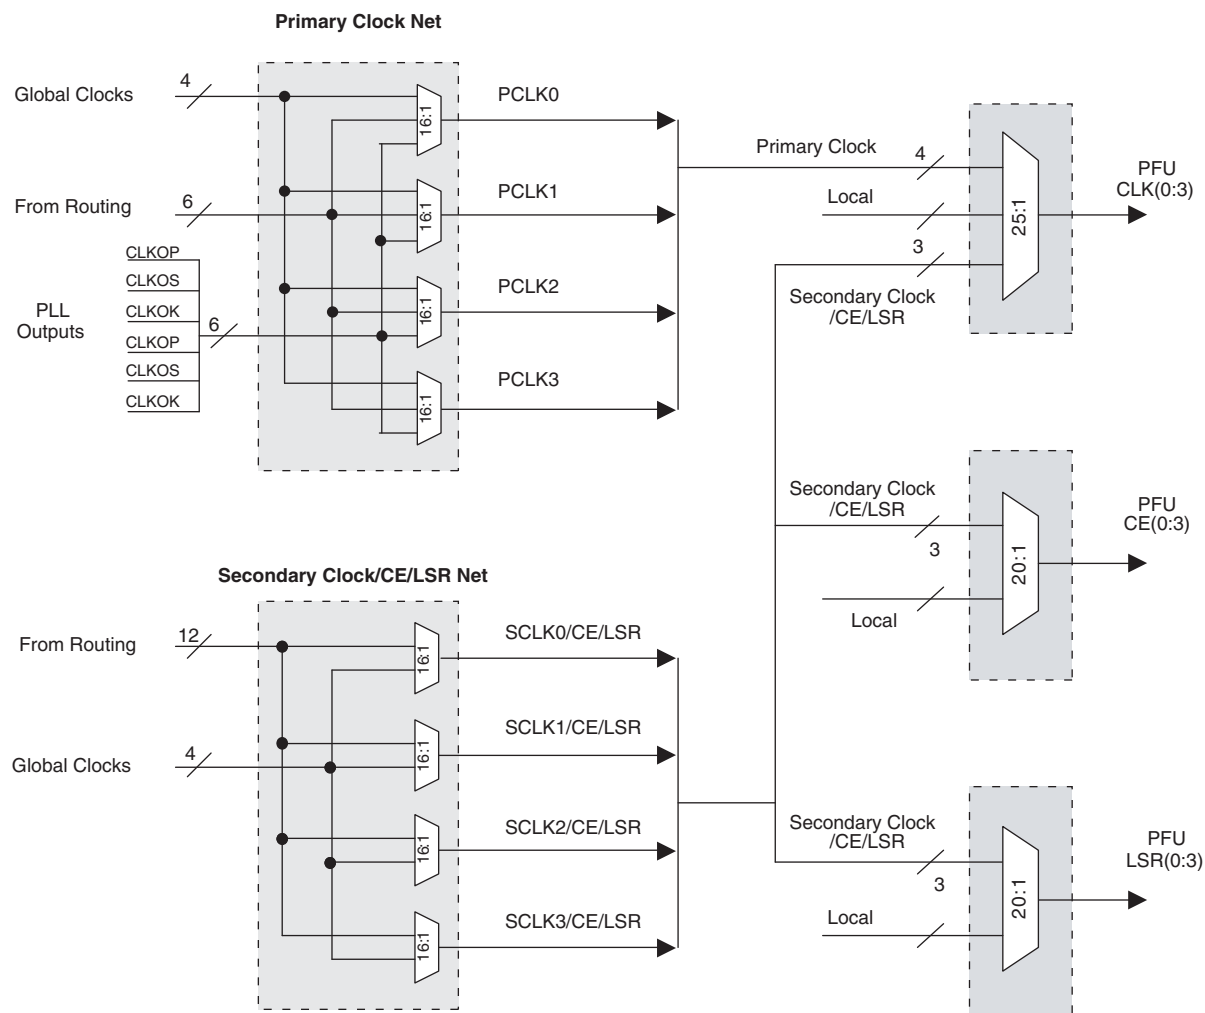 Primary Clock Net
Global Clocks
4
From Routing
6
CLKOP
CLKOS
CLKOK
CLKOP
CLKOS
CLKOK
PLL
Outputs
6
16:1
16:1
16:1
16:1
PCLK0
PCLK1
PCLK2
PCLK3
Primary Clock
4
Local
3
Secondary Clock
/CE/LSR
25:1
PFU
CLK(0:3)
Secondary Clock
/CE/LSR
3
Local
20:1
PFU
CE(0:3)
Secondary Clock/CE/LSR Net
From Routing
12
Global Clocks
4
16:1
16:1
16:1
16:1
SCLK0/CE/LSR
SCLK1/CE/LSR
SCLK2/CE/LSR
SCLK3/CE/LSR
Secondary Clock
/CE/LSR
3
Local
20:1
PFU
LSR(0:3)